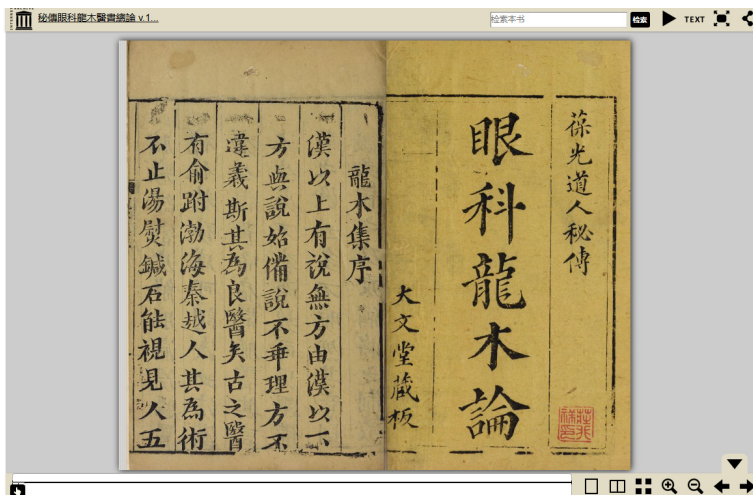 秘傳眼科龍木醫書總論 v.1...
检索本书
检索
TEXT
葆光道人秘傳
眼科龍木論
大文堂藏板
龍木集序
漢以上有說無方由漢以下
方與說始備說不乖理方不
違義斯其為良醫矣古之醫
有俞跗渤海秦越人其為術
不止湯熨鍼石能視見人五